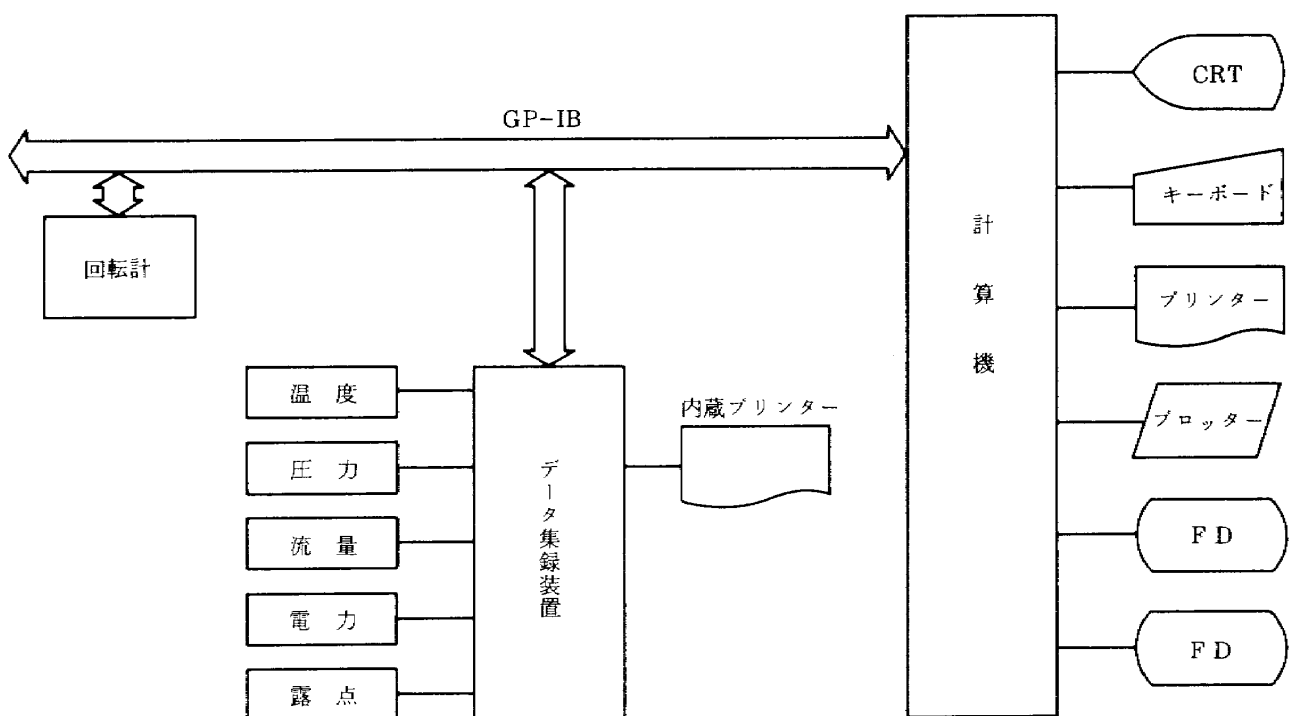 GP-IB
回転計
温度
圧力
流量
電力
露点
データ集録装置
内蔵プリンター
計算機
CRT
キーボード
プリンター
プロッター
FD
FD